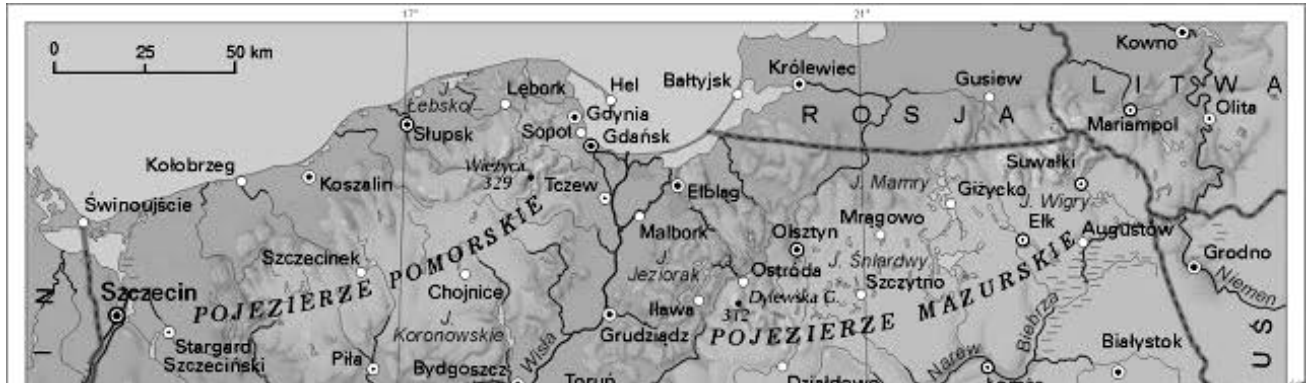 17°
21°
0 25 50 km
Kowno
Hel
Bałtyjsk
Królewiec
Gusiew
L I T W A
J.
Łebsko
Lębork
Gdynia
R O S J A
Mariampol
Olita
Słupsk
Sopot
Gdańsk
Kołobrzeg
Koszalin
Wieżyca
329
Tczew
Elbląg
J. Mamry
Giżycko
Suwałki
J. Wigry
Świnoujście
Malbork
Olsztyn
Mrągowo
Ełk
Augustów
Szczecinek
POJEZIERZE POMORSKIE
Chojnice
J.
Jeziorak
Ostróda
J. Śniardwy
Grodno
Niemen
Szczecin
Iława
Dylewska G.
312
Szczytno
POJEZIERZE MAZURSKIE
Biebrza
N
I
J.
Koronowskie
Grudziądz
Stargard
Szczeciński
Piła
Bydgoszcz
Wisła
Toruń
Działdowo
Narew
Łomża
Białystok
U S